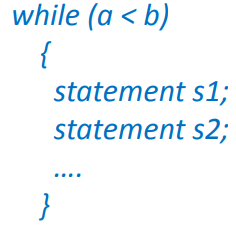 while (a < b)
{
statement s1;
statement s2;
....
}